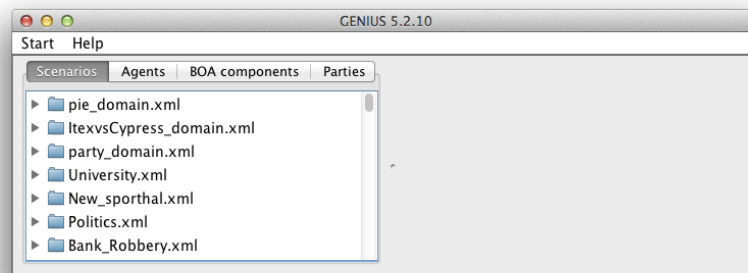 GENIUS 5.2.10
Start Help
Scenarios Agents BOA components Parties
pie_domain.xml
ItexvsCypress_domain.xml
party_domain.xml
University.xml
New_sporthal.xml
Politics.xml
Bank_Robbery.xml